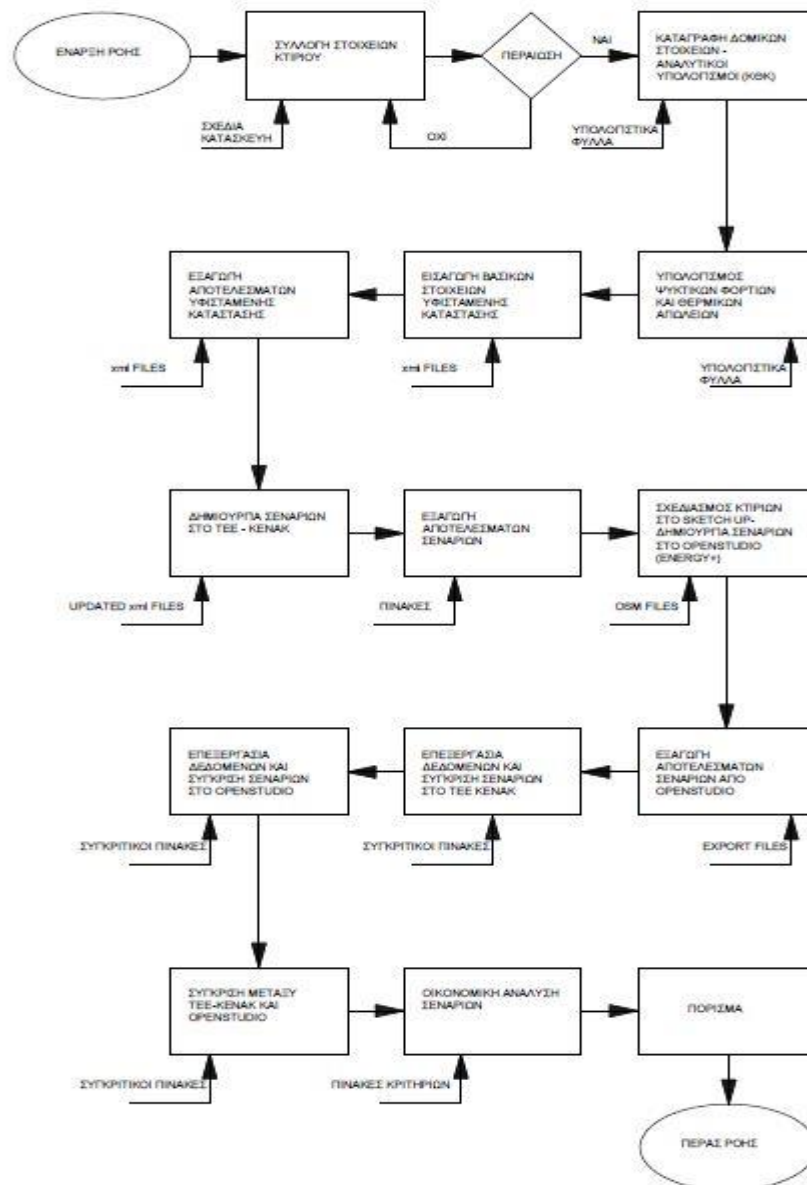 ΕΝΑΡΞΗ ΡΟΗΣ
ΣΥΛΛΟΓΗ ΣΤΟΙΧΕΙΩΝ
ΚΤΙΡΙΟΥ
ΠΕΡΑΙΩΣΗ
ΝΑΙ
ΚΑΤΑΓΡΑΦΗ ΔΟΜΙΚΩΝ
ΣΤΟΙΧΕΙΩΝ -
ΑΝΑΛΥΤΙΚΟΙ
ΥΠΟΛΟΓΙΣΜΟΙ (ΚΘΚ)
ΣΧΕΔΙΑ
ΚΑΤΑΣΚΕΥΗ
ΟΧΙ
ΥΠΟΛΟΓΙΣΤΙΚΑ
ΦΥΛΛΑ
ΕΞΑΓΩΓΗ
ΑΠΟΤΕΛΕΣΜΑΤΩΝ
ΥΦΙΣΤΑΜΕΝΗΣ
ΚΑΤΑΣΤΑΣΗΣ
ΕΙΣΑΓΩΓΗ ΒΑΣΙΚΩΝ
ΣΤΟΙΧΕΙΩΝ
ΥΦΙΣΤΑΜΕΝΗΣ
ΚΑΤΑΣΤΑΣΗΣ
ΥΠΟΛΟΓΙΣΜΟΣ
ΨΥΚΤΙΚΩΝ ΦΟΡΤΙΩΝ
ΚΑΙ ΘΕΡΜΙΚΩΝ
ΑΠΩΛΕΙΩΝ
xml FILES
xml FILES
ΥΠΟΛΟΓΙΣΤΙΚΑ
ΦΥΛΛΑ
ΔΗΜΙΟΥΡΓΙΑ ΣΕΝΑΡΙΩΝ
ΣΤΟ ΤΕΕ - ΚΕΝΑΚ
ΕΞΑΓΩΓΗ
ΑΠΟΤΕΛΕΣΜΑΤΩΝ
ΣΕΝΑΡΙΩΝ
ΣΧΕΔΙΑΣΜΟΣ ΚΤΙΡΙΩΝ
ΣΤΟ SKETCH UP-
ΔΗΜΙΟΥΡΓΙΑ ΣΕΝΑΡΙΩΝ
ΣΤΟ OPENSTUDIO
(ENERGY+)
UPDATED xml FILES
ΠΙΝΑΚΕΣ
OSM FILES
ΕΠΕΞΕΡΓΑΣΙΑ
ΔΕΔΟΜΕΝΩΝ ΚΑΙ
ΣΥΓΚΡΙΣΗ ΣΕΝΑΡΙΩΝ
ΣΤΟ OPENSTUDIO
ΕΠΕΞΕΡΓΑΣΙΑ
ΔΕΔΟΜΕΝΩΝ ΚΑΙ
ΣΥΓΚΡΙΣΗ ΣΕΝΑΡΙΩΝ
ΣΤΟ ΤΕΕ ΚΕΝΑΚ
ΕΞΑΓΩΓΗ
ΑΠΟΤΕΛΕΣΜΑΤΩΝ
ΣΕΝΑΡΙΩΝ ΑΠΟ
OPENSTUDIO
ΣΥΓΚΡΙΤΙΚΟΙ ΠΙΝΑΚΕΣ
ΣΥΓΚΡΙΤΙΚΟΙ ΠΙΝΑΚΕΣ
EXPORT FILES
ΣΥΓΚΡΙΣΗ ΜΕΤΑΞΥ
ΤΕΕ-ΚΕΝΑΚ ΚΑΙ
OPENSTUDIO
ΟΙΚΟΝΟΜΙΚΗ ΑΝΑΛΥΣΗ
ΣΕΝΑΡΙΩΝ
ΠΟΡΙΣΜΑ
ΣΥΓΚΡΙΤΙΚΟΙ ΠΙΝΑΚΕΣ
ΠΙΝΑΚΕΣ ΚΡΙΤΗΡΙΩΝ
ΠΕΡΑΣ ΡΟΗΣ